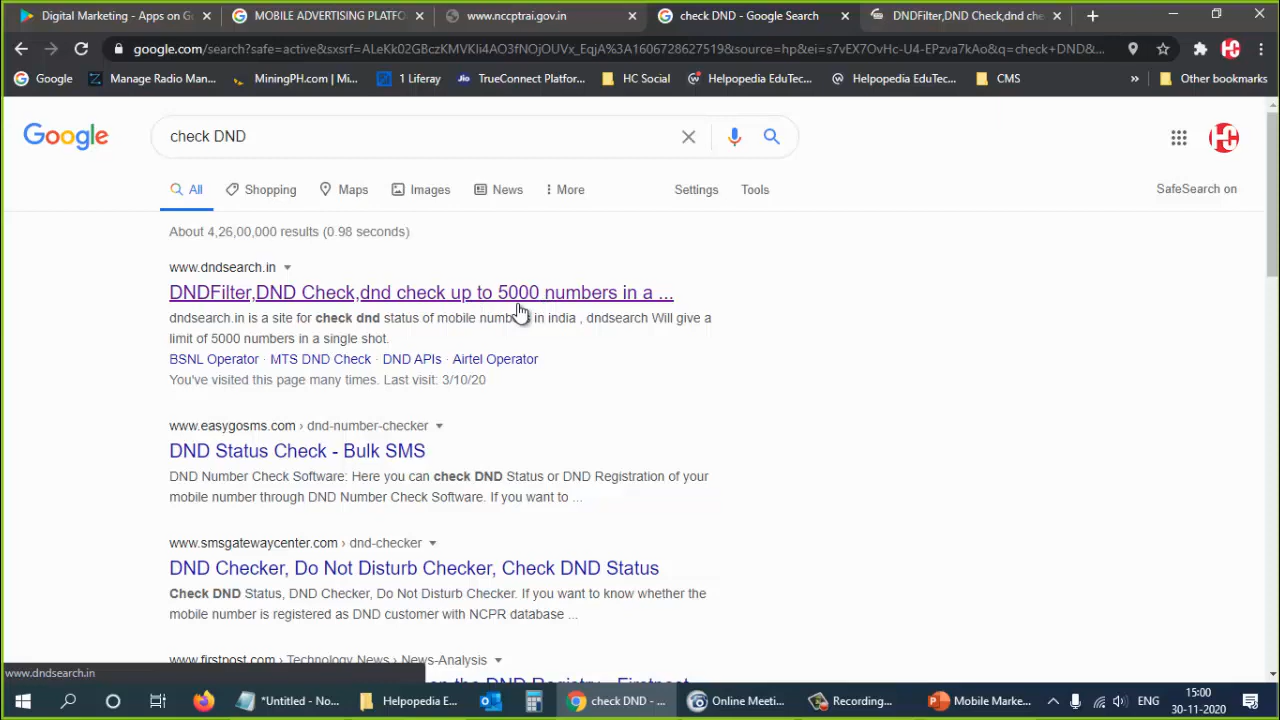 Digital Marketing - Apps on Go
MOBILE ADVERTISING PLATFO
www.nccptrai.gov.in
check DND - Google Search
DNDFilter,DND Check,dnd che
google.com/search?safe=active&sxsrf=ALeKk02GBczKMVKli4AO3fNOjOUVx_EqjA%3A1606728627519&source=hp&ei=s7vEX7OvHc-U4-EPzva7kAo&q=check+DND&...
Google
Manage Radio Man...
MiningPH.com | Mi...
1 Liferay
Jio
TrueConnect Platfor...
HC Social
Helpopedia EduTec...
Helpopedia EduTec...
CMS
»
Other bookmarks
Google
check DND
All
Shopping
Maps
Images
News
More
Settings
Tools
SafeSearch on
About 4,26,00,000 results (0.98 seconds)
www.dndsearch.in
DNDFilter,DND Check,dnd check up to 5000 numbers in a ...
dndsearch.in is a site for check dnd status of mobile numb in india , dndsearch Will give a
limit of 5000 numbers in a single shot.
BSNL Operator · MTS DND Check · DND APIs · Airtel Operator
You've visited this page many times. Last visit: 3/10/20
www.easygosms.com › dnd-number-checker
DND Status Check - Bulk SMS
DND Number Check Software: Here you can check DND Status or DND Registration of your
mobile number through DND Number Check Software. If you want to ...
www.smsgatewaycenter.com › dnd-checker
DND Checker, Do Not Disturb Checker, Check DND Status
Check DND Status, DND Checker, Do Not Disturb Checker. If you want to know whether the
mobile number is registered as DND customer with NCPR database ...
www.firstpost.com › Technology News › News-Analysis
on the DND Registry - Firstpost
www.dndsearch.in
*Untitled - No...
Helpopedia E...
check DND - ...
Online Meeti...
Recording...
Mobile Marke...
ENG
15:00
30-11-2020